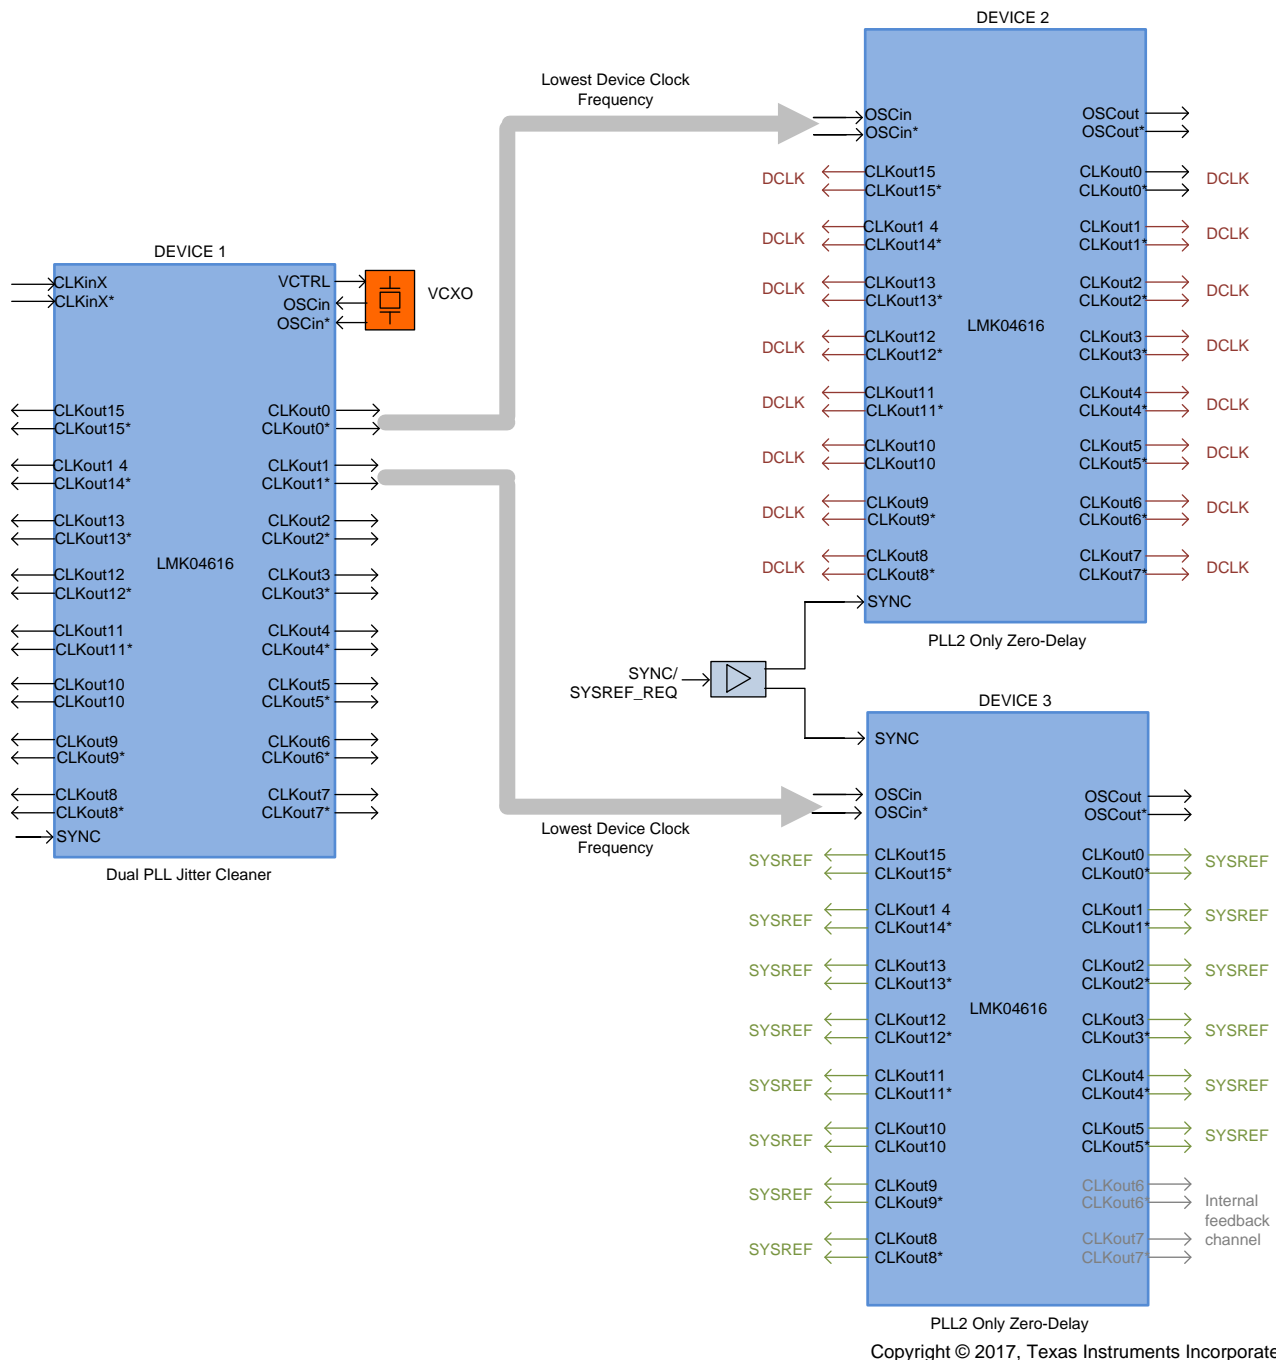 DEVICE 2
Lowest Device Clock
Frequency
OSCin
OSCin*
OSCout
OSCout*
DCLK
CLKout15
CLKout15*
CLKout0
CLKout0*
DCLK
DCLK
CLKout1 4
CLKout14*
CLKout1
CLKout1*
DCLK
DCLK
CLKout13
CLKout13*
CLKout2
CLKout2*
DCLK
LMK04616
DCLK
CLKout12
CLKout12*
CLKout3
CLKout3*
DCLK
DCLK
CLKout11
CLKout11*
CLKout4
CLKout4*
DCLK
DCLK
CLKout10
CLKout10
CLKout5
CLKout5*
DCLK
DCLK
CLKout9
CLKout9*
CLKout6
CLKout6*
DCLK
DCLK
CLKout8
CLKout8*
CLKout7
CLKout7*
DCLK
SYNC
PLL2 Only Zero-Delay
DEVICE 1
CLKinX
CLKinX*
VCTRL
OSCin
OSCin*
VCXO
CLKout15
CLKout15*
CLKout0
CLKout0*
CLKout1 4
CLKout14*
CLKout1
CLKout1*
CLKout13
CLKout13*
CLKout2
CLKout2*
LMK04616
CLKout12
CLKout12*
CLKout3
CLKout3*
CLKout11
CLKout11*
CLKout4
CLKout4*
CLKout10
CLKout10
CLKout5
CLKout5*
CLKout9
CLKout9*
CLKout6
CLKout6*
CLKout8
CLKout8*
CLKout7
CLKout7*
SYNC
Dual PLL Jitter Cleaner
SYNC/
SYSREF_REQ
DEVICE 3
SYNC
Lowest Device Clock
Frequency
OSCin
OSCin*
OSCout
OSCout*
SYSREF
CLKout15
CLKout15*
CLKout0
CLKout0*
SYSREF
SYSREF
CLKout1 4
CLKout14*
CLKout1
CLKout1*
SYSREF
SYSREF
CLKout13
CLKout13*
CLKout2
CLKout2*
SYSREF
LMK04616
SYSREF
CLKout12
CLKout12*
CLKout3
CLKout3*
SYSREF
SYSREF
CLKout11
CLKout11*
CLKout4
CLKout4*
SYSREF
SYSREF
CLKout10
CLKout10
CLKout5
CLKout5*
SYSREF
SYSREF
CLKout9
CLKout9*
CLKout6
CLKout6*
SYSREF
CLKout8
CLKout8*
CLKout7
CLKout7*
Internal
feedback
channel
PLL2 Only Zero-Delay
Copyright © 2017, Texas Instruments Incorporate